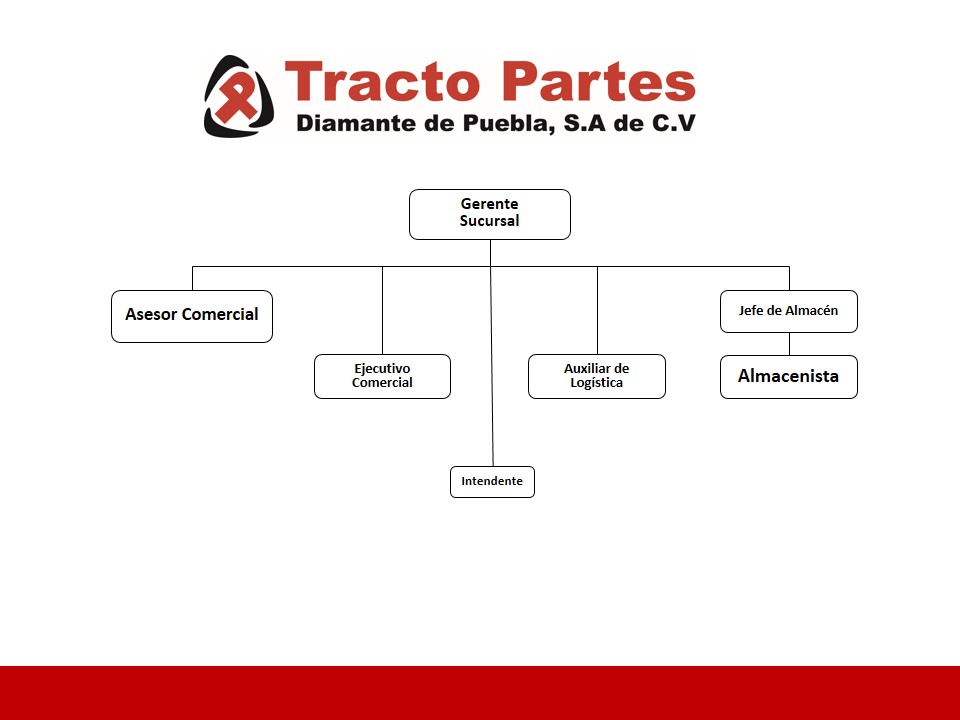 Tracto Partes
Diamante de Puebla, S.A de C.V
Gerente
Sucursal
Asesor Comercial
Jefe de Almacén
Ejecutivo
Comercial
Auxiliar de
Logística
Almacenista
Intendente